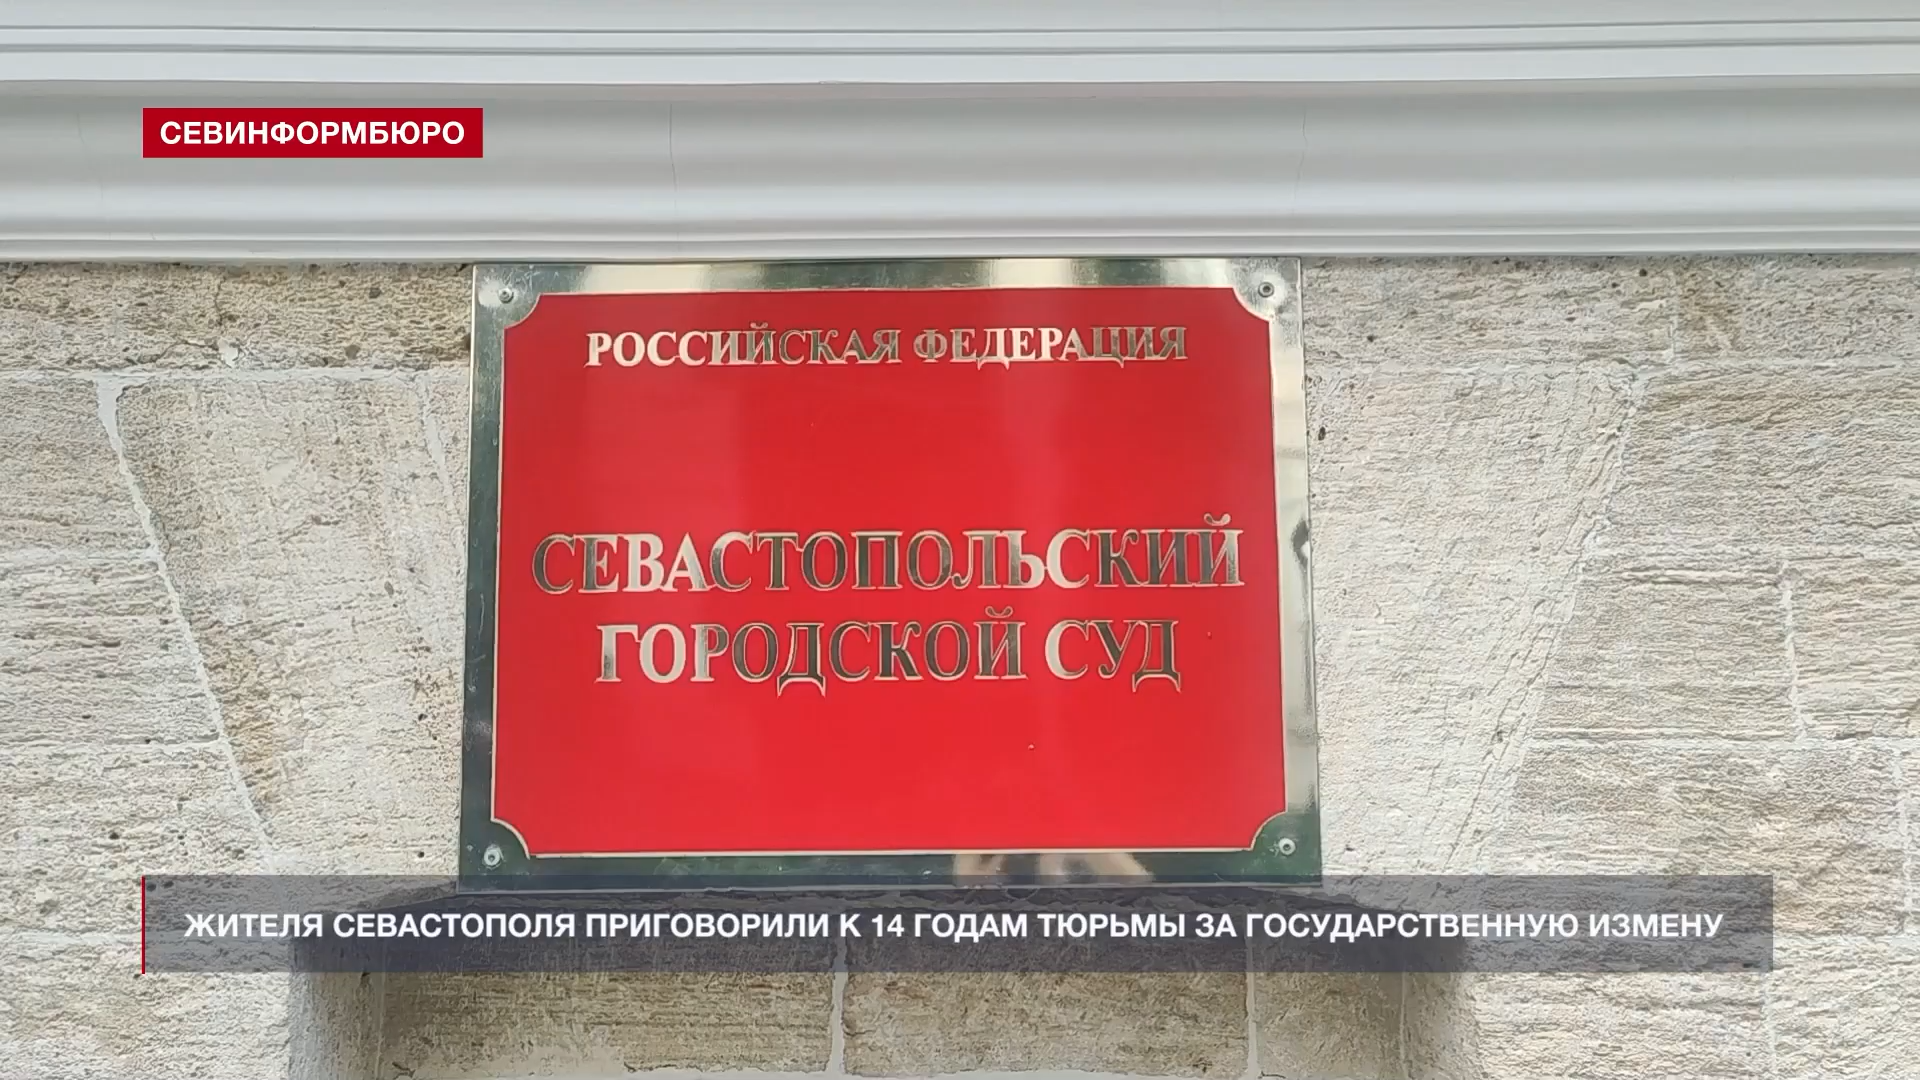 СЕВИНФОРМБЮРО
РОССИЙСКАЯ ФЕДЕРАЦИЯ
СЕВАСТОПОЛЬСКИЙ
ГОРОДСКОЙ СУД
ЖИТЕЛЯ СЕВАСТОПОЛЯ ПРИГОВОРИЛИ К 14 ГОДАМ ТЮРЬМЫ ЗА ГОСУДАРСТВЕННУЮ ИЗМЕНУ